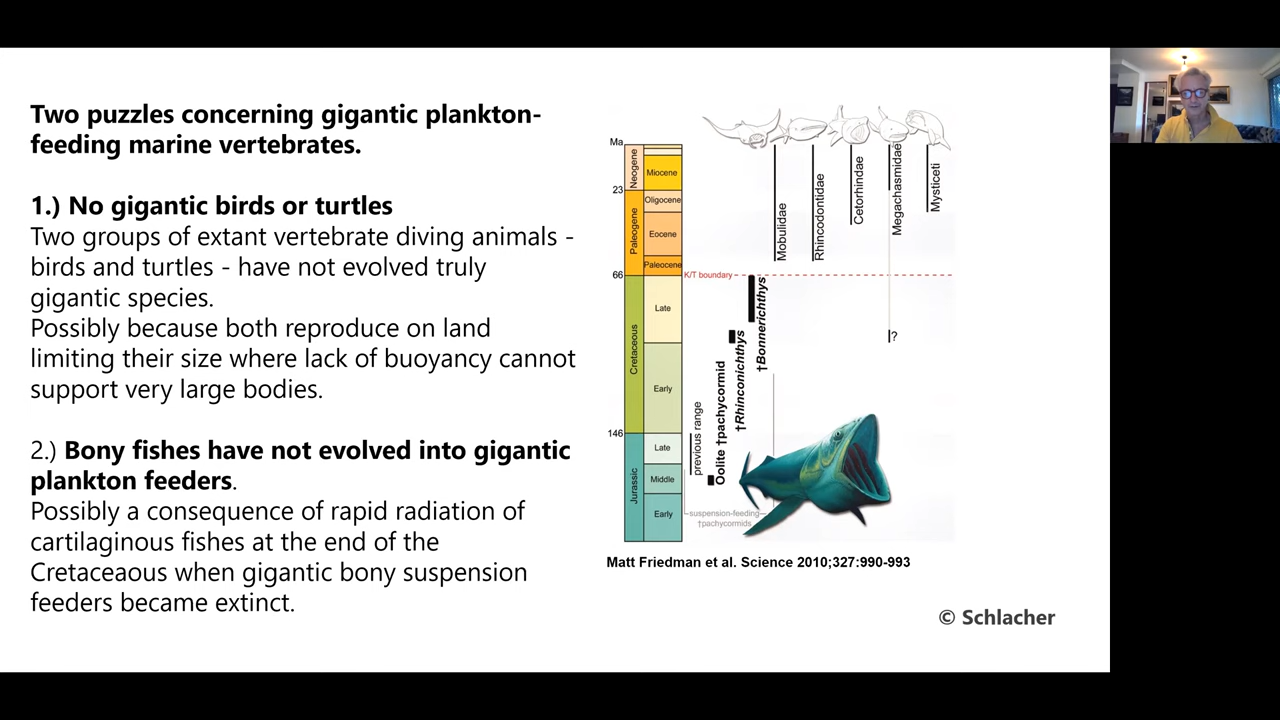 Two puzzles concerning gigantic plankton-
feeding marine vertebrates.
1.) No gigantic birds or turtles
Two groups of extant vertebrate diving animals -
birds and turtles - have not evolved truly
gigantic species.
Possibly because both reproduce on land
limiting their size where lack of buoyancy cannot
support very large bodies.
2.) Bony fishes have not evolved into gigantic
plankton feeders.
Possibly a consequence of rapid radiation of
cartilaginous fishes at the end of the
Cretaceaous when gigantic bony suspension
feeders became extinct.
Ma
23
66
146
Neogene
Paleogene
Cretaceous
Jurassic
Miocene
Oligocene
Eocene
Paleocene
Late
Early
Late
Middle
Early
K/T boundary
previous range
Oolite †pachycormid
†Rhinconichthys
†Bonnerichthys
Mobulidae
Rhincodontidae
Cetorhindae
Megachasmidae
Mysticeti
?
suspension-feeding
†pachycormids
Matt Friedman et al. Science 2010;327:990-993
© Schlacher